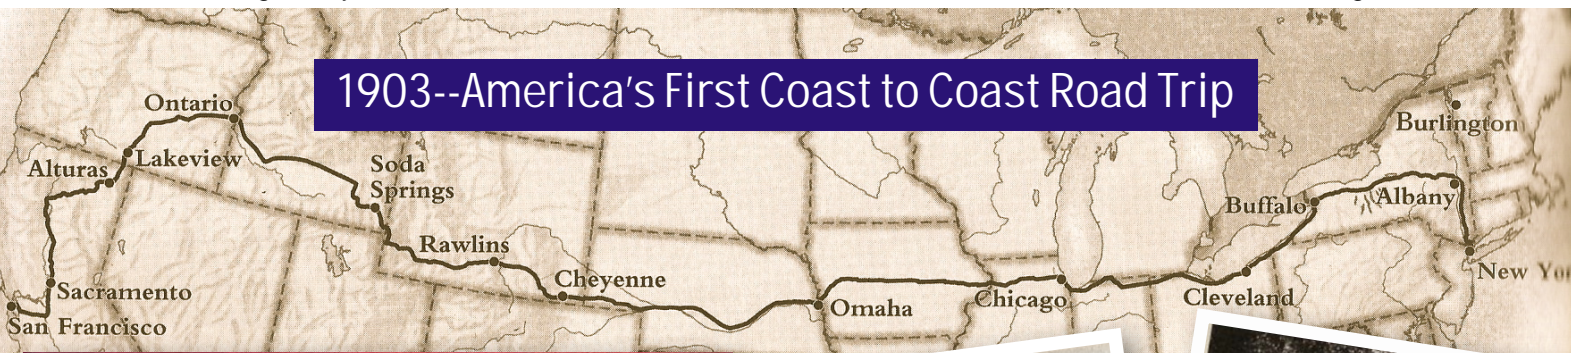 1903--America's First Coast to Coast Road Trip
Ontario
Burlington
Alturas
Lakeview
Soda
Springs
Buffalo
Albany
Rawlins
Cheyenne
Sacramento
San Francisco
Omaha
Chicago
Cleveland
New